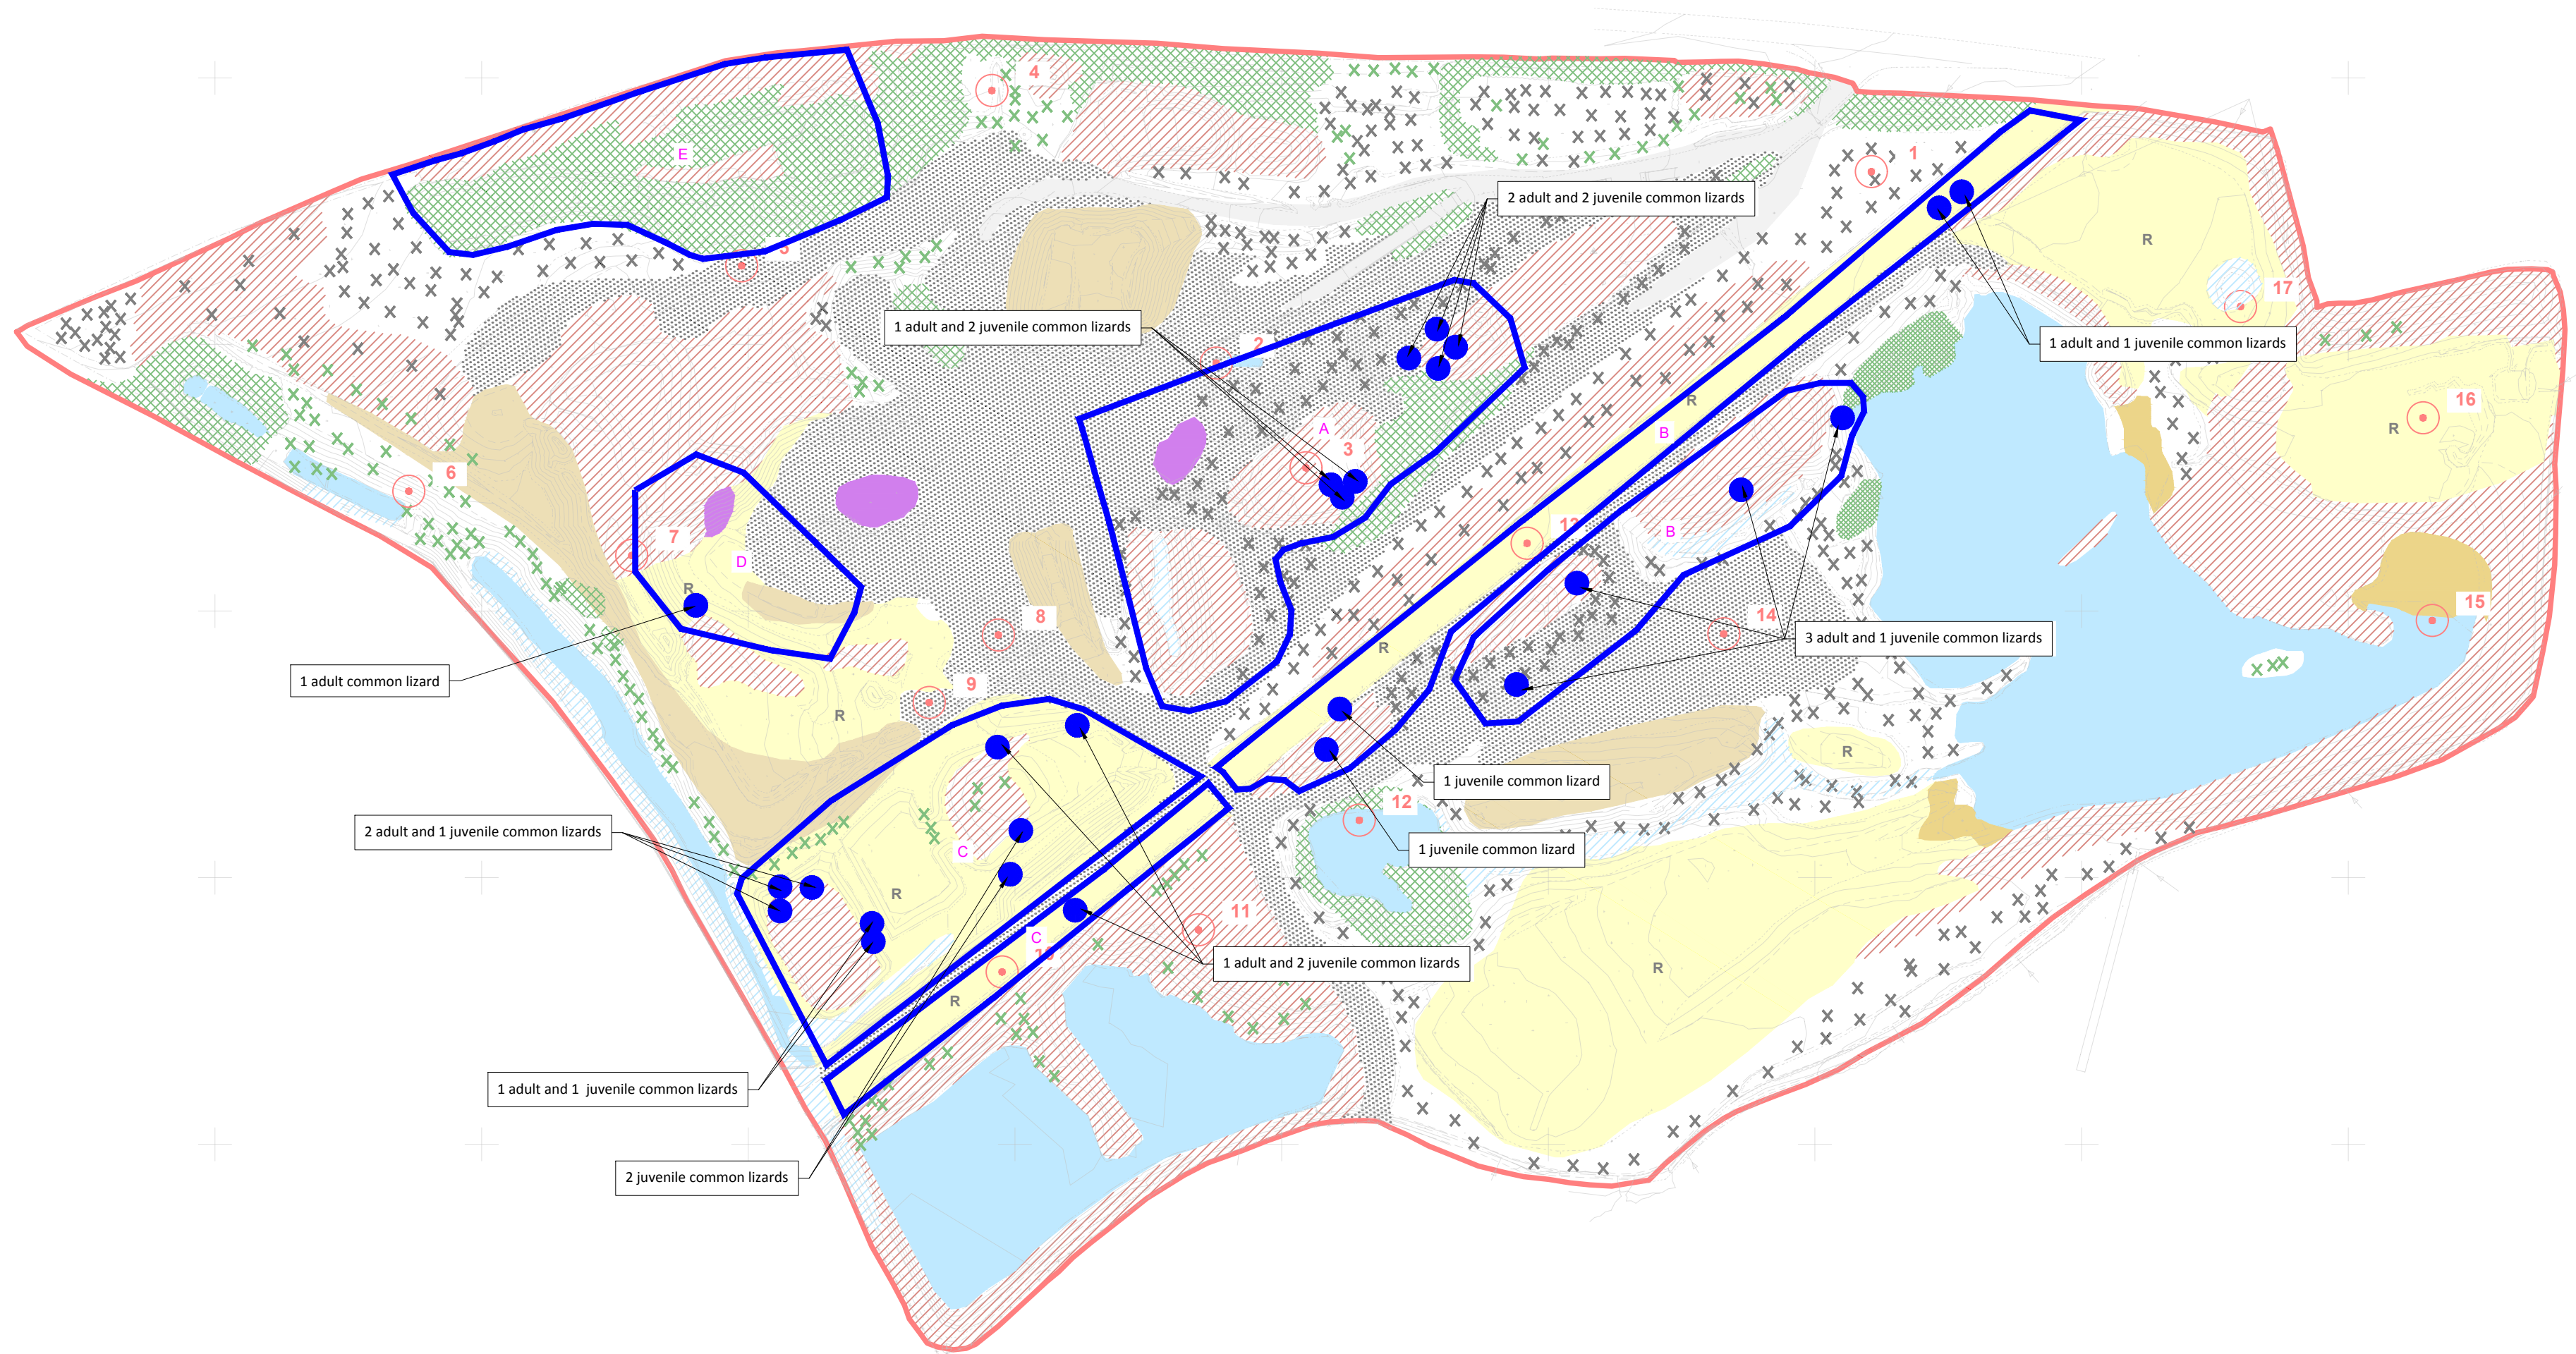 4
E
1
2 adult and 2 juvenile common lizards
R
5
17
1 adult and 2 juvenile common lizards
2
1 adult and 1 juvenile common lizards
R
16
A
B
R
3
6
13
B
7
D
R
15
8
14
3 adult and 1 juvenile common lizards
R
1 adult common lizard
9
R
R
1 juvenile common lizard
12
2 adult and 1 juvenile common lizards
1 juvenile common lizard
C
R
11
C
10
1 adult and 2 juvenile common lizards
R
R
1 adult and 1 juvenile common lizards
2 juvenile common lizards